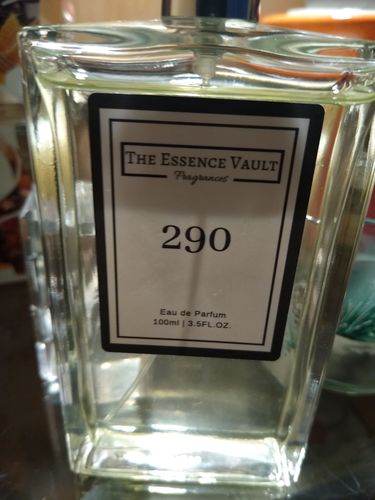 THE ESSENCE VAULT
Fragrances
290
Eau de Parfum
100ml | 3.5FL.OZ.